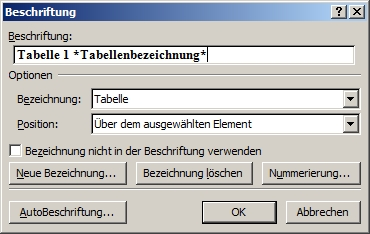 Beschriftung
Beschriftung:
Tabelle 1 *Tabellenbezeichnung*
Optionen
Bezeichnung: Tabelle
Position: Über dem ausgewählten Element
Bezeichnung nicht in der Beschriftung verwenden
Neue Bezeichnung... Bezeichnung löschen Nummerierung...
AutoBeschriftung... OK Abbrechen